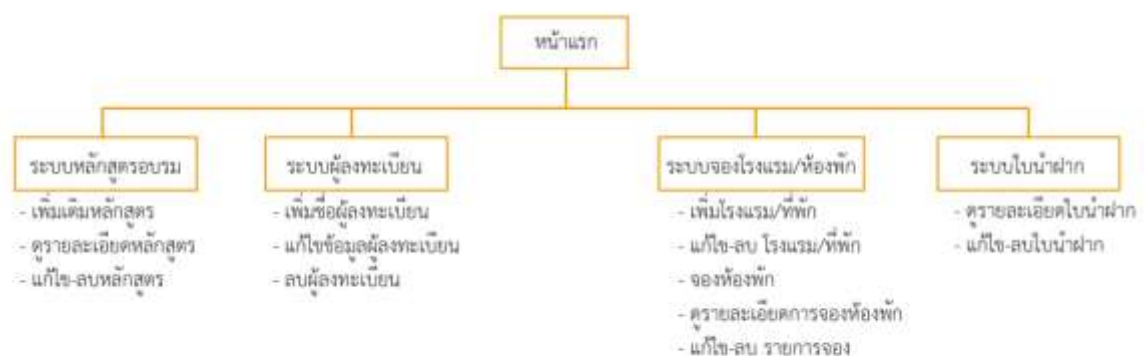 หน้าแรก
ระบบหลักสูตรอบรม
- เพิ่มเติมหลักสูตร
- ดูรายละเอียดหลักสูตร
- แก้ไข-ลบหลักสูตร
ระบบผู้ลงทะเบียน
- เพิ่มชื่อผู้ลงทะเบียน
- แก้ไขข้อมูลผู้ลงทะเบียน
- ลบผู้ลงทะเบียน
ระบบจองโรงแรม/ห้องพัก
- เพิ่มโรงแรม/ที่พัก
- แก้ไข-ลบ โรงแรม/ที่พัก
- จองห้องพัก
- ดูรายละเอียดการจองห้องพัก
- แก้ไข-ลบ รายการจอง
ระบบใบนำฝาก
- ดูรายละเอียดใบนำฝาก
- แก้ไข-ลบใบนำฝาก